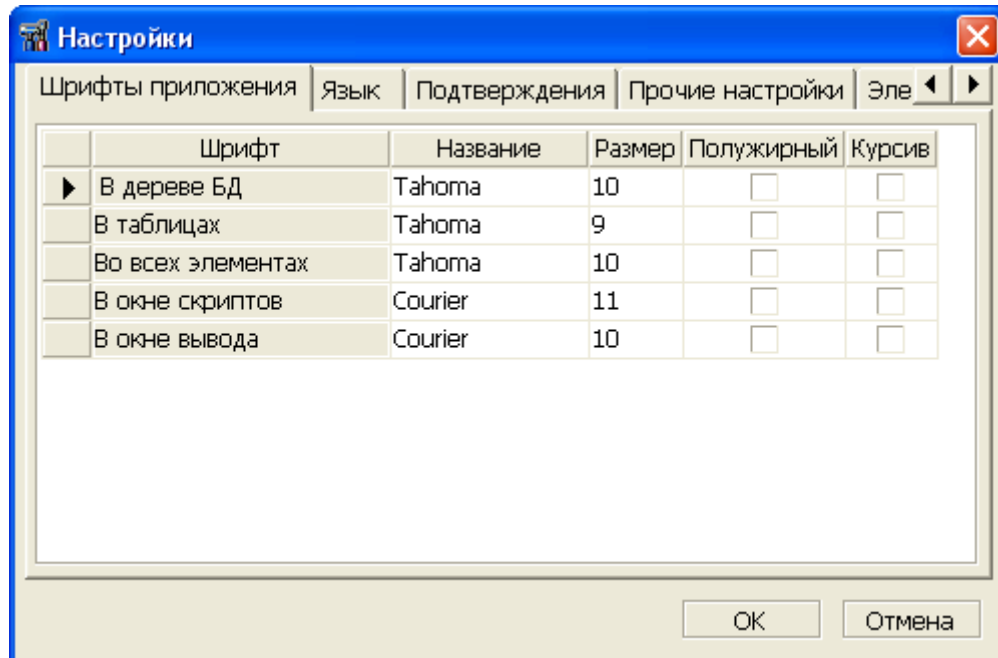 Настройки
Шрифты приложения Язык Подтверждения Прочие настройки Эле
Шрифт Название Размер Полужирный Курсив
В дереве БД Tahoma 10
В таблицах Tahoma 9
Во всех элементах Tahoma 10
В окне скриптов Courier 11
В окне вывода Courier 10
OK Отмена